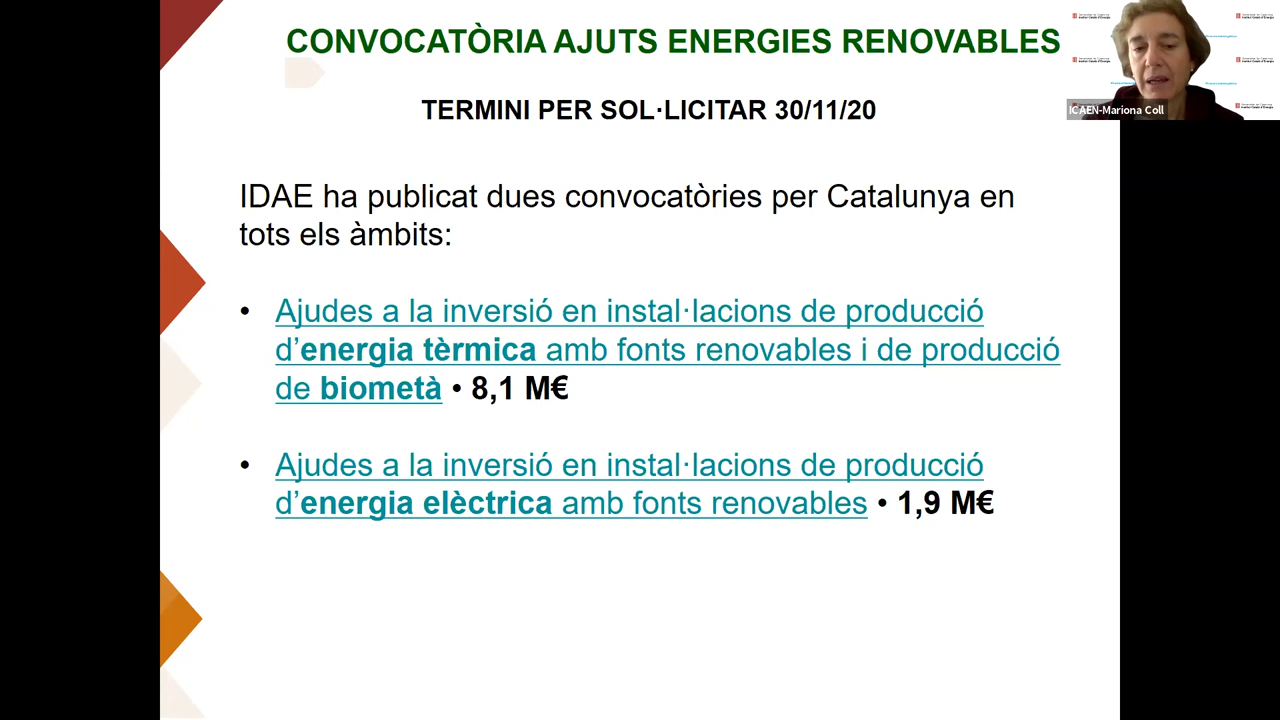 CONVOCATÒRIA AJUTS ENERGIES RENOVABLES
TERMINI PER SOL·LICITAR 30/11/20
IDAE ha publicat dues convocatòries per Catalunya en
tots els àmbits:
• Ajudes a la inversió en instal·lacions de producció
d’energia tèrmica amb fonts renovables i de producció
de biometà • 8,1 M€
• Ajudes a la inversió en instal·lacions de producció
d’energia elèctrica amb fonts renovables • 1,9 M€
ICAEN-Mariona Coll